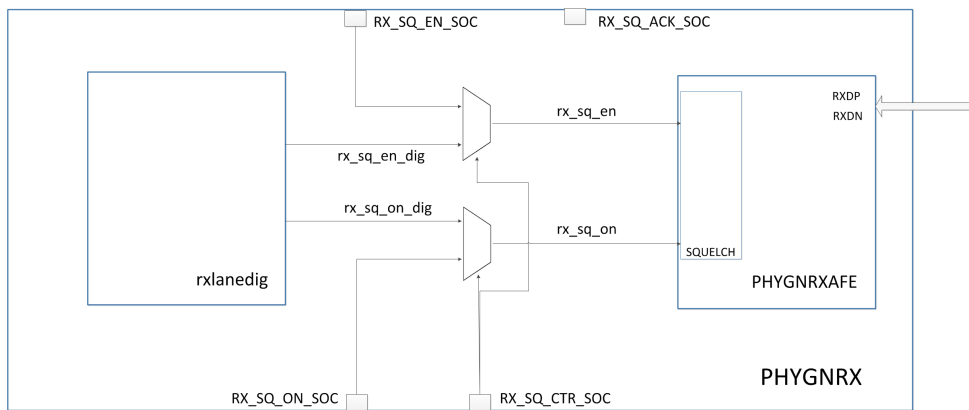 RX_SQ_EN_SOC
RX_SQ_ACK_SOC
RXDP
RXDN
rx_sq_en
rx_sq_en_dig
rx_sq_on_dig
rx_sq_on
SQUELCH
rxlanedig
PHYGNRXAFE
PHYGNRX
RX_SQ_ON_SOC
RX_SQ_CTR_SOC